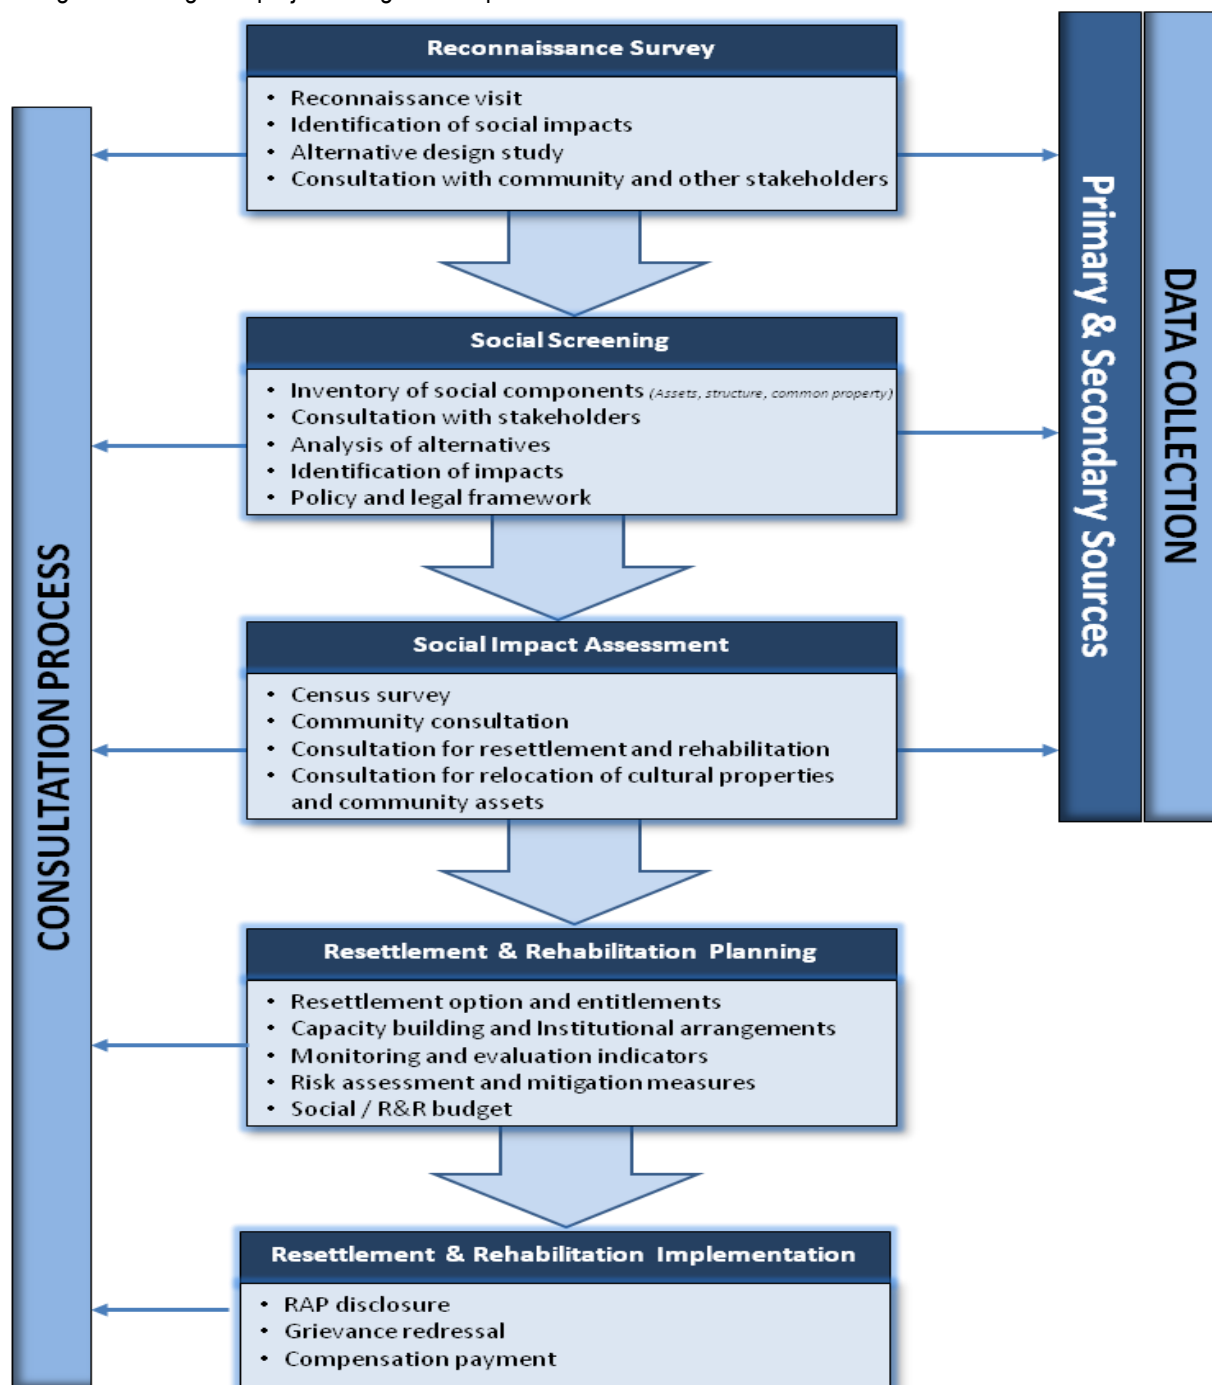 Reconnaissance Survey
• Reconnaissance visit
• Identification of social impacts
• Alternative design study
• Consultation with community and other stakeholders
Social Screening
• Inventory of social components (Assets, structure, common property)
• Consultation with stakeholders
• Analysis of alternatives
• Identification of impacts
• Policy and legal framework
Social Impact Assessment
• Census survey
• Community consultation
• Consultation for resettlement and rehabilitation
• Consultation for relocation of cultural properties
and community assets
Resettlement & Rehabilitation Planning
• Resettlement option and entitlements
• Capacity building and Institutional arrangements
• Monitoring and evaluation indicators
• Risk assessment and mitigation measures
• Social / R&R budget
Resettlement & Rehabilitation Implementation
• RAP disclosure
• Grievance redressal
• Compensation payment
CONSULTATION PROCESS
Primary & Secondary Sources
DATA COLLECTION